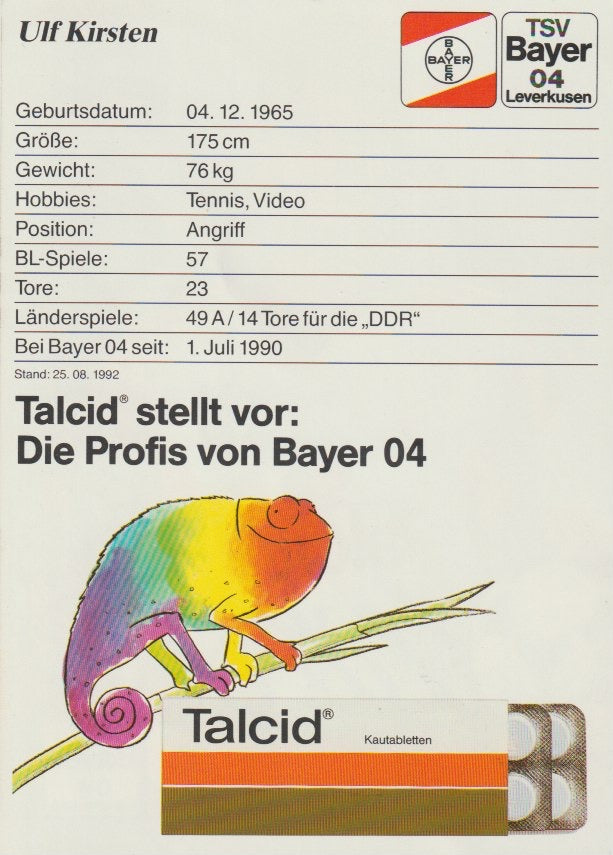 Ulf Kirsten
BAYER
BAYER
TSV
Bayer
04
Leverkusen
Geburtsdatum: 04. 12. 1965
Größe: 175 cm
Gewicht: 76 kg
Hobbies: Tennis, Video
Position: Angriff
BL-Spiele: 57
Tore: 23
Länderspiele: 49 A / 14 Tore für die „DDR“
Bei Bayer 04 seit: 1. Juli 1990
Stand: 25. 08. 1992
Talcid® stellt vor:
Die Profis von Bayer 04
Talcid® Kautabletten